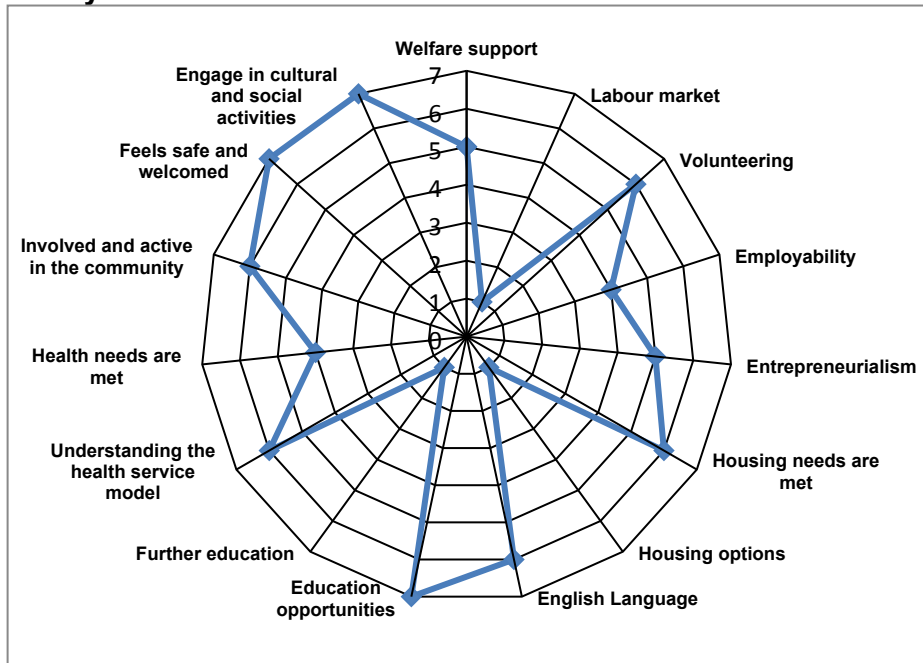 Welfare support
Engage in cultural
and social
activities
Labour market
Feels safe and
welcomed
Volunteering
Involved and active
in the community
Employability
Health needs are
met
Entrepreneurialism
Understanding the
health service
model
Housing needs are
met
Further education
Housing options
Education
opportunities
English Language
7
6
5
4
3
2
1
0